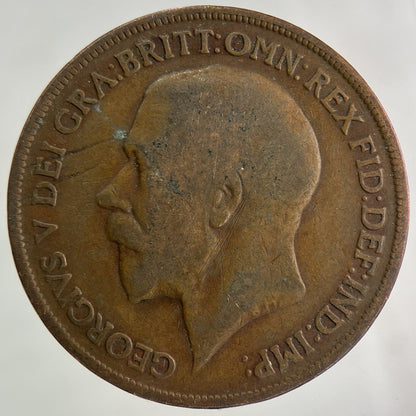 GEORGIVS V DEI GRA:BRITT:OMN:REX FID:DEF:IND:IMP: